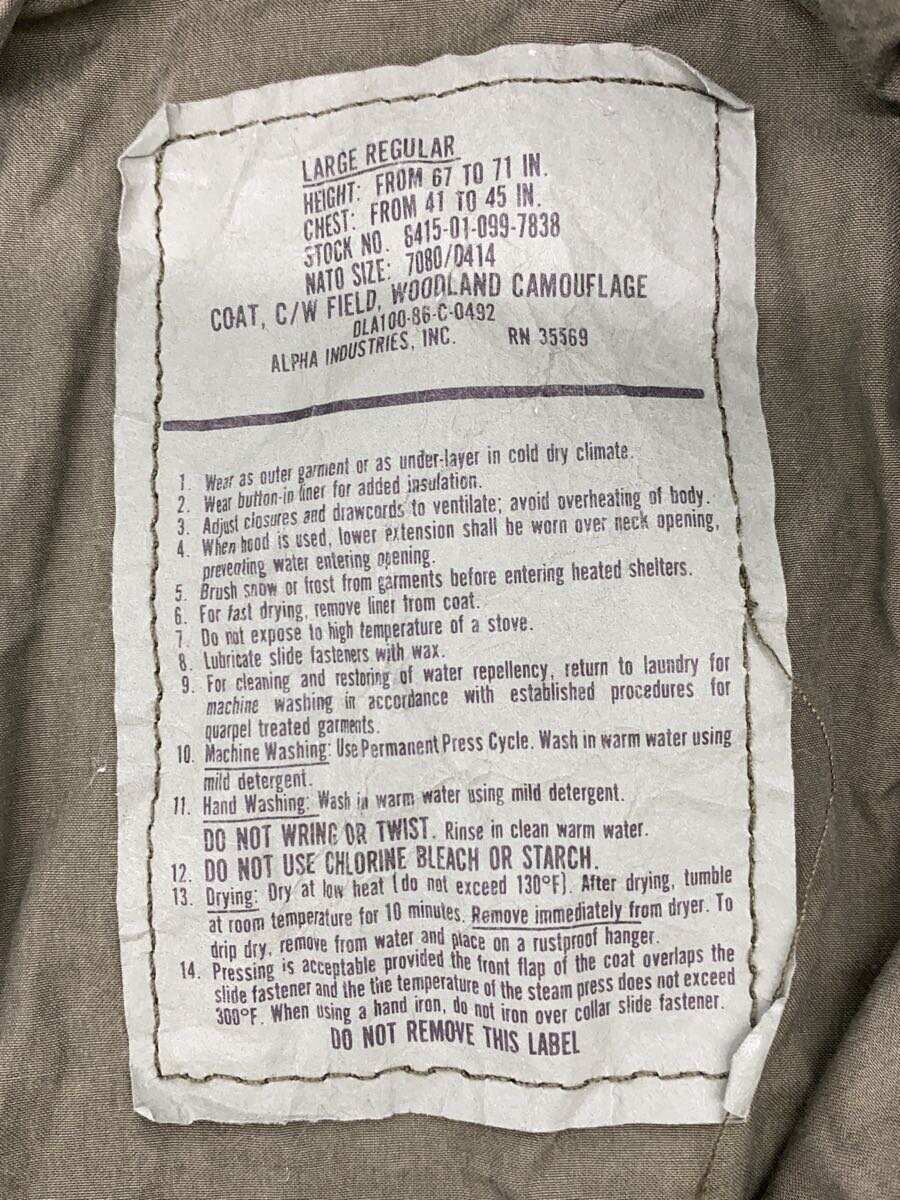 LARGE REGULAR
HEIGHT: FROM 67 TO 71 IN.
CHEST: FROM 41 TO 45 IN.
STOCK NO. 8415-01-099-7838
NATO SIZE: 7080/0414
COAT, C/W FIELD, WOODLAND CAMOUFLAGE
DLA100-86-C-0492
ALPHA INDUSTRIES, INC. RN 35569
1. Wear as outer garment or as under-layer in cold dry climate.
2. Wear button-in liner for added insulation.
3. Adjust closures and drawcords to ventilate; avoid overheating of body.
4. When hood is used, lower extension shall be worn over neck opening,
preventing water entering opening.
5. Brush snow or frost from garments before entering heated shelters.
6. For fast drying, remove liner from coat.
7. Do not expose to high temperature of a stove.
8. Lubricate slide fasteners with wax.
9. For cleaning and restoring of water repellency, return to laundry for
machine washing in accordance with established procedures for
quarpel treated garments.
10. Machine Washing: Use Permanent Press Cycle. Wash in warm water using
mild detergent.
11. Hand Washing: Wash in warm water using mild detergent.
DO NOT WRING OR TWIST. Rinse in clean warm water.
12. DO NOT USE CHLORINE BLEACH OR STARCH.
13. Drying: Dry at low heat (do not exceed 130°F). After drying, tumble
at room temperature for 10 minutes. Remove immediately from dryer. To
drip dry, remove from water and place on a rustproof hanger.
14. Pressing is acceptable provided the front flap of the coat overlaps the
slide fastener and the the temperature of the steam press does not exceed
300°F. When using a hand iron, do not iron over collar slide fastener.
DO NOT REMOVE THIS LABEL